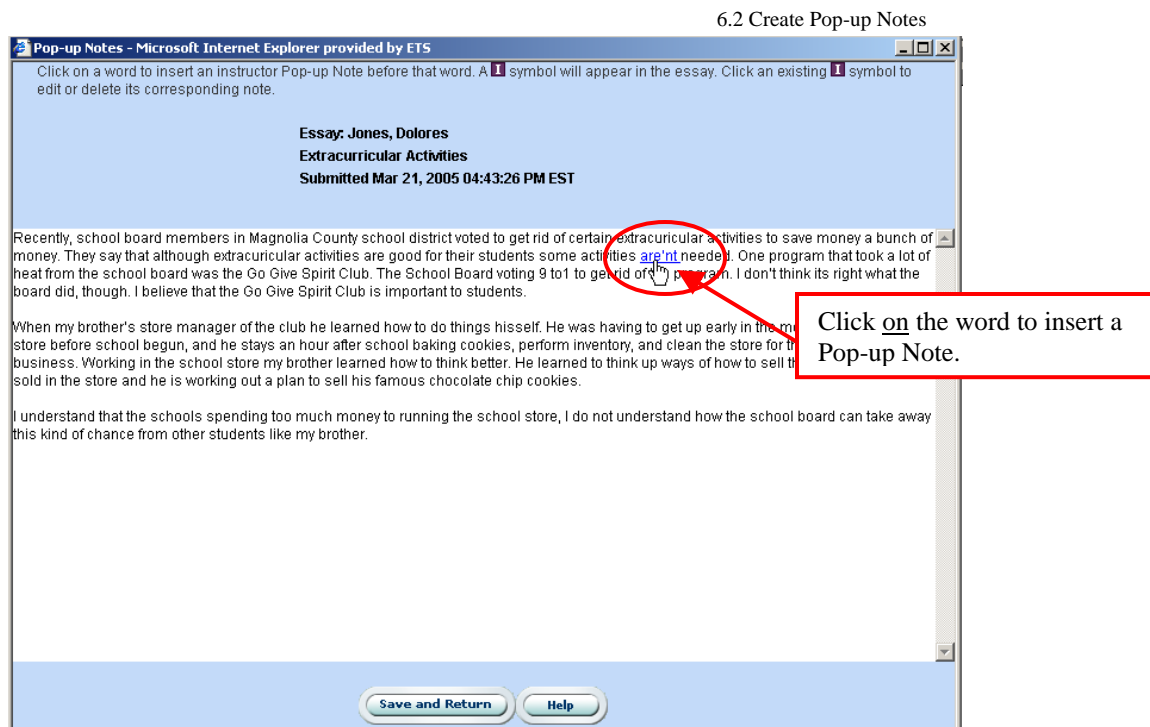 6.2 Create Pop-up Notes
Pop-up Notes - Microsoft Internet Explorer provided by ETS
Click on a word to insert an instructor Pop-up Note before that word. A I symbol will appear in the essay. Click an existing I symbol to
edit or delete its corresponding note.
Essay: Jones, Dolores
Extracurricular Activities
Submitted Mar 21, 2005 04:43:26 PM EST
Recently, school board members in Magnolia County school district voted to get rid of certain extracuricular activities to save money a bunch of
money. They say that although extracuricular activities are good for their students some activities are'nt needed. One program that took a lot of
heat from the school board was the Go Give Spirit Club. The School Board voting 9 to1 to get rid of program. I don't think its right what the
board did, though. I believe that the Go Give Spirit Club is important to students.
When my brother's store manager of the club he learned how to do things hisself. He was having to get up early in the
store before school begun, and he stays an hour after school baking cookies, perform inventory, and clean the store for
business. Working in the school store my brother learned how to think better. He learned to think up ways of how to sell
sold in the store and he is working out a plan to sell his famous chocolate chip cookies.
I understand that the schools spending too much money to running the school store, I do not understand how the school board can take away
this kind of chance from other students like my brother.
Click on the word to insert a
Pop-up Note.
Save and Return Help